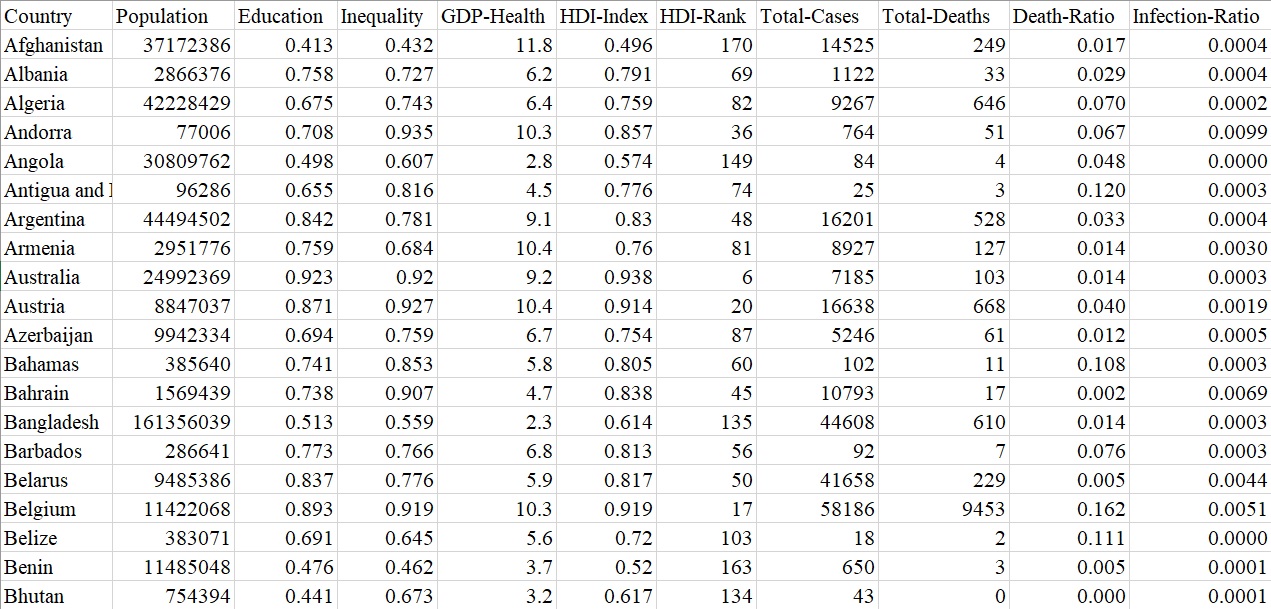 Country Population Education Inequality GDP-Health HDI-Index HDI-Rank Total-Cases Total-Deaths Death-Ratio Infection-Ratio
Afghanistan 37172386 0.413 0.432 11.8 0.496 170 14525 249 0.017 0.0004
Albania 2866376 0.758 0.727 6.2 0.791 69 1122 33 0.029 0.0004
Algeria 42228429 0.675 0.743 6.4 0.759 82 9267 646 0.070 0.0002
Andorra 77006 0.708 0.935 10.3 0.857 36 764 51 0.067 0.0099
Angola 30809762 0.498 0.607 2.8 0.574 149 84 4 0.048 0.0000
Antigua and 96286 0.655 0.816 4.5 0.776 74 25 3 0.120 0.0003
Argentina 44494502 0.842 0.781 9.1 0.83 48 16201 528 0.033 0.0004
Armenia 2951776 0.759 0.684 10.4 0.76 81 8927 127 0.014 0.0030
Australia 24992369 0.923 0.92 9.2 0.938 6 7185 103 0.014 0.0003
Austria 8847037 0.871 0.927 10.4 0.914 20 16638 668 0.040 0.0019
Azerbaijan 9942334 0.694 0.759 6.7 0.754 87 5246 61 0.012 0.0005
Bahamas 385640 0.741 0.853 5.8 0.805 60 102 11 0.108 0.0003
Bahrain 1569439 0.738 0.907 4.7 0.838 45 10793 17 0.002 0.0069
Bangladesh 161356039 0.513 0.559 2.3 0.614 135 44608 610 0.014 0.0003
Barbados 286641 0.773 0.766 6.8 0.813 56 92 7 0.076 0.0003
Belarus 9485386 0.837 0.776 5.9 0.817 50 41658 229 0.005 0.0044
Belgium 11422068 0.893 0.919 10.3 0.919 17 58186 9453 0.162 0.0051
Belize 383071 0.691 0.645 5.6 0.72 103 18 2 0.111 0.0000
Benin 11485048 0.476 0.462 3.7 0.52 163 650 3 0.005 0.0001
Bhutan 754394 0.441 0.673 3.2 0.617 134 43 0 0.000 0.0001